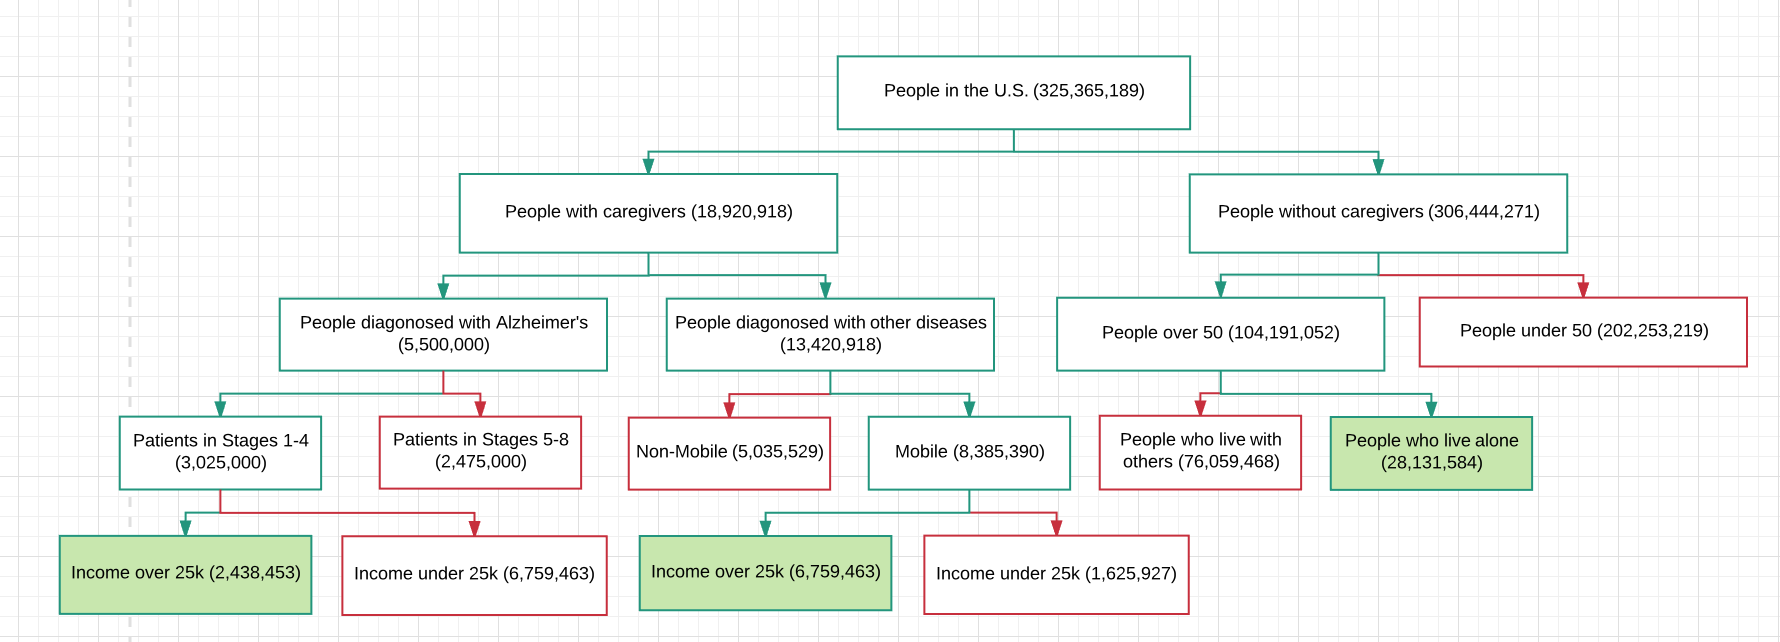 People in the U.S. (325,365,189)
People with caregivers (18,920,918)
People without caregivers (306,444,271)
People diagonosed with Alzheimer's
(5,500,000)
People diagonosed with other diseases
(13,420,918)
People over 50 (104,191,052)
People under 50 (202,253,219)
Patients in Stages 1-4
(3,025,000)
Patients in Stages 5-8
(2,475,000)
Non-Mobile (5,035,529)
Mobile (8,385,390)
People who live with
others (76,059,468)
People who live alone
(28,131,584)
Income over 25k (2,438,453)
Income under 25k (6,759,463)
Income over 25k (6,759,463)
Income under 25k (1,625,927)